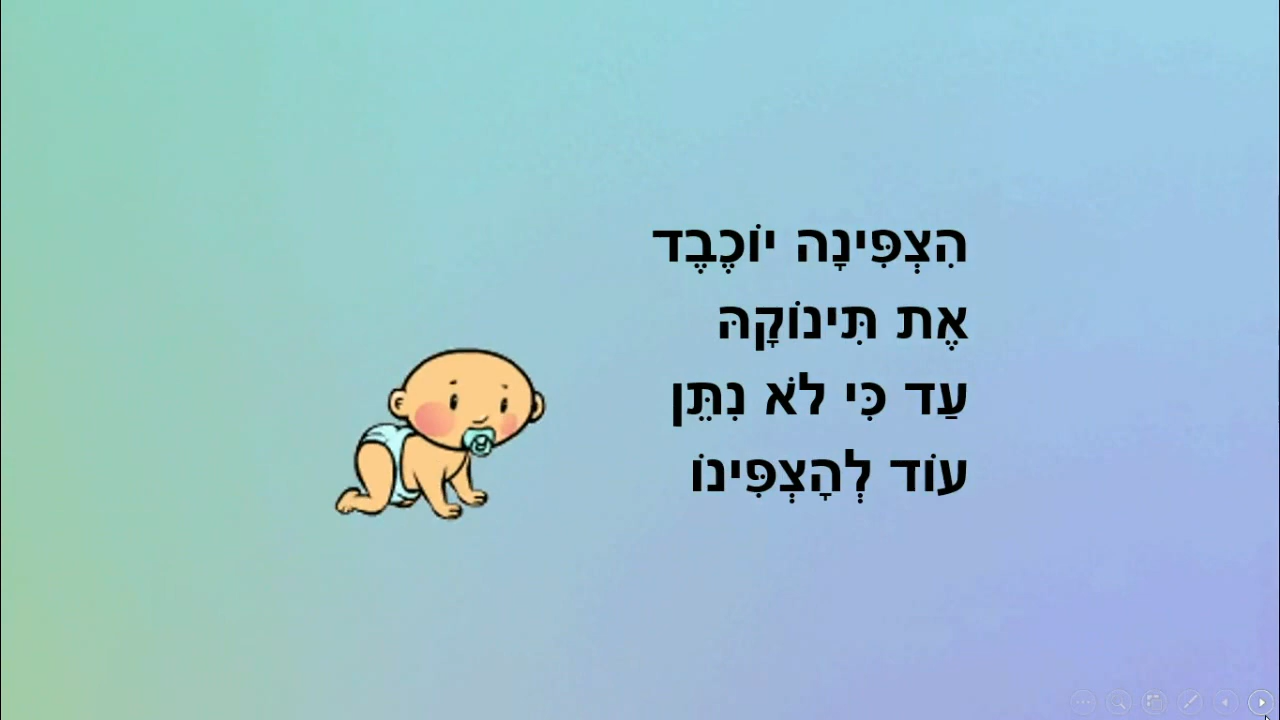 הִצְפִּינָה יוֹכֶבֶד
אֶת תִּינוֹקָהּ
עַד כִּי לֹא נִתֵּן
עוֹד לְהָצְפִּינוֹ